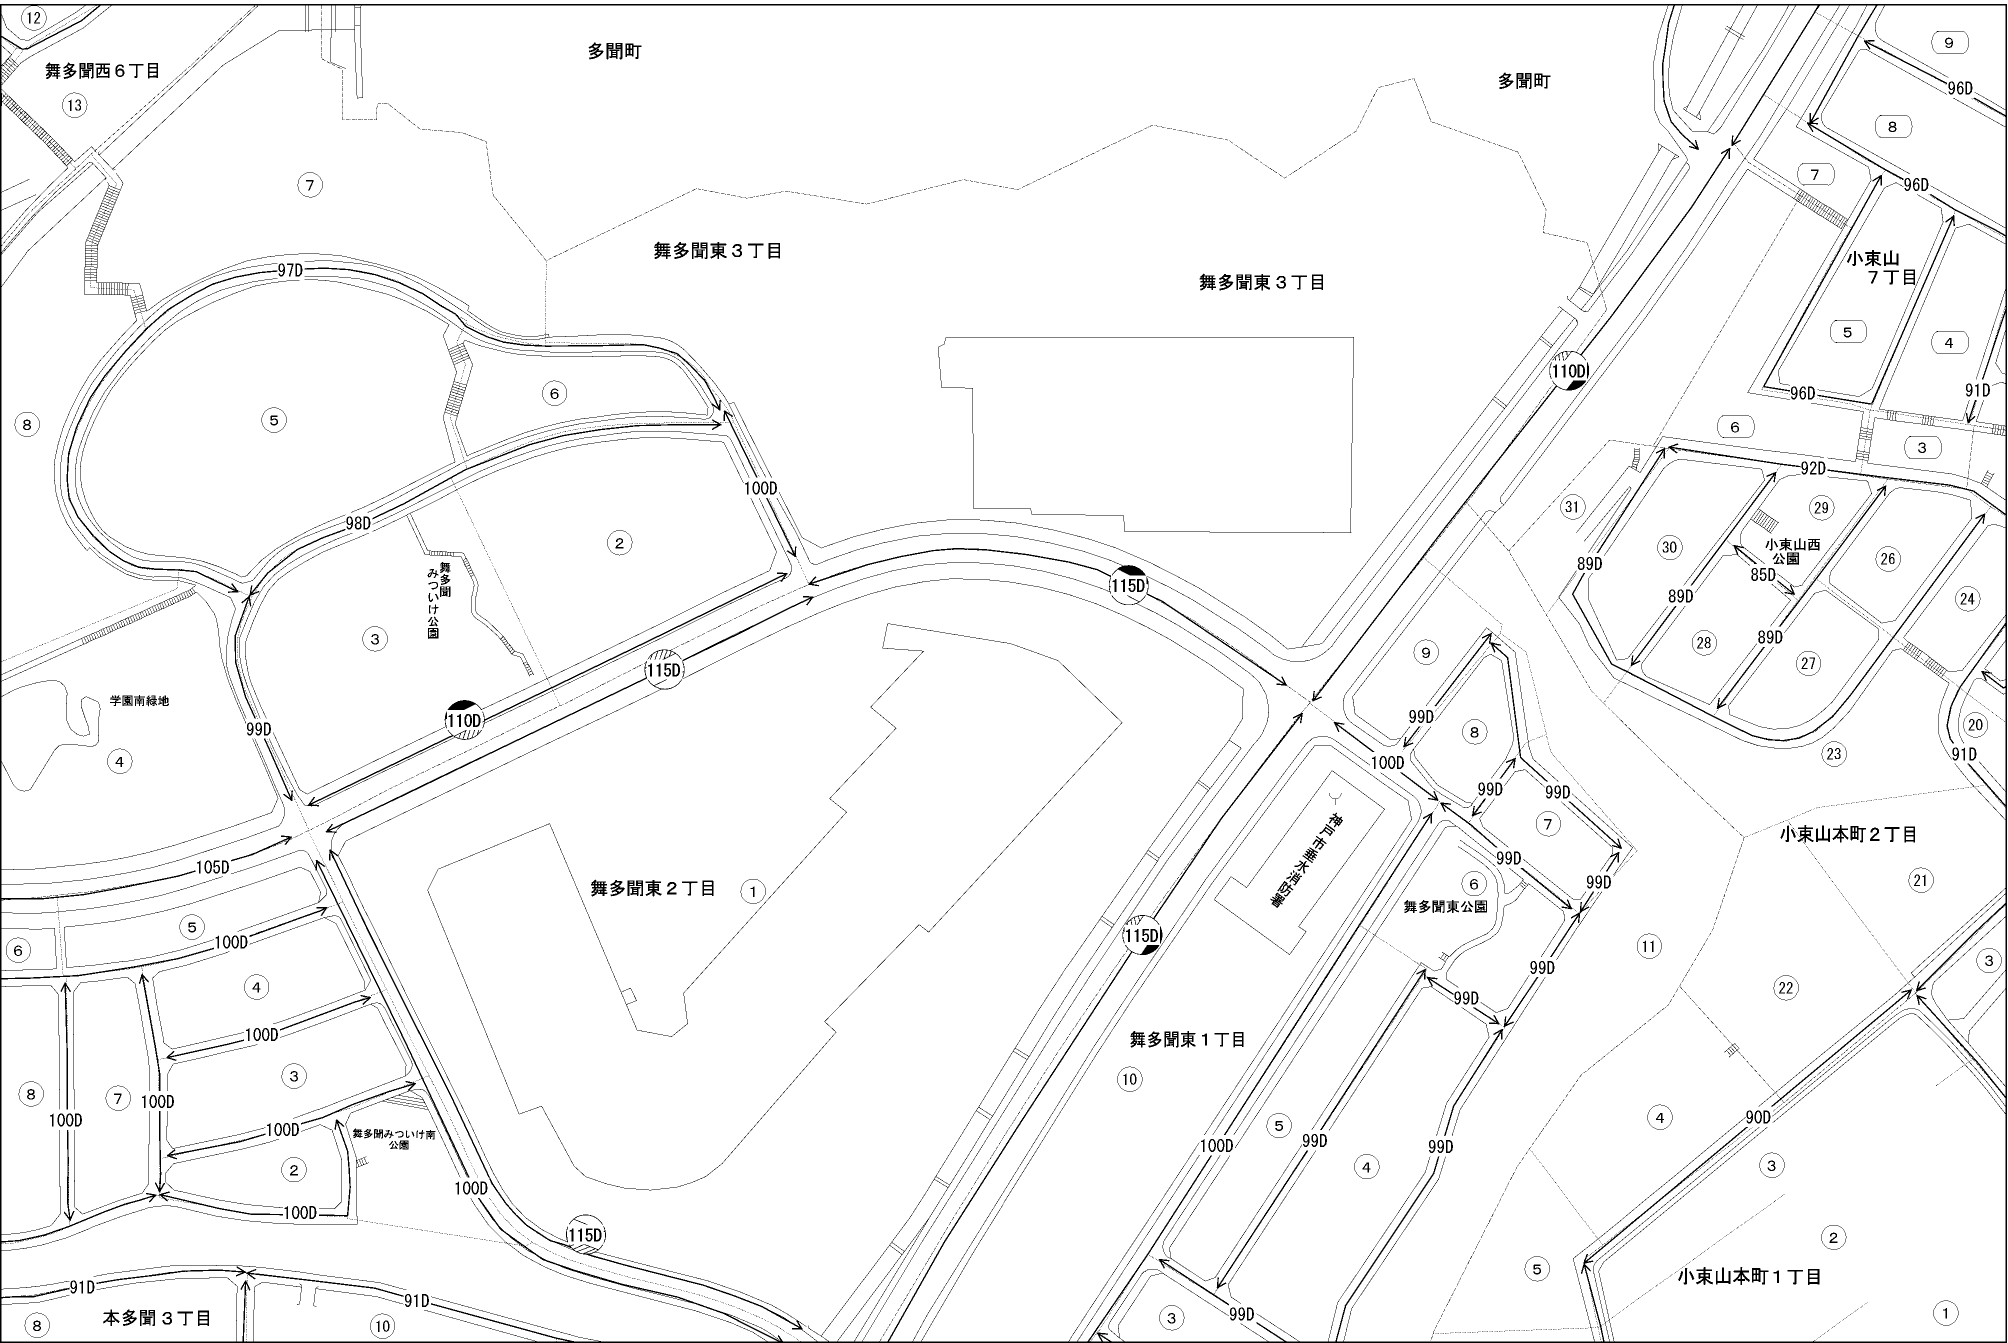 12
多聞町
9
舞多聞西６丁目
多聞町
96D
13
8
7
7
96D
舞多聞東３丁目
小束山
７丁目
97D
舞多聞東３丁目
5
4
110D
6
96D
91D
5
8
6
3
92D
100D
98D
31
29
2
30
小束山西
公園
26
89D
85D
115D
舞多聞
みついけ公園
89D
24
3
89D
28
9
27
115D
学園南緑地
99D
110D
99D
8
20
4
100D
23
91D
99D
99D
神戸市垂水消防署
7
小束山本町２丁目
99D
105D
99D
舞多聞東２丁目
1
6
21
舞多聞東公園
5
115D
100D
6
11
3
99D
4
22
99D
100D
舞多聞東１丁目
3
10
8
7
100D
100D
90D
4
5
100D
舞多聞みついけ南
公園
99D
100D
99D
3
2
4
100D
100D
115D
2
5
小束山本町１丁目
91D
91D
99D
1
本多聞３丁目
3
8
10